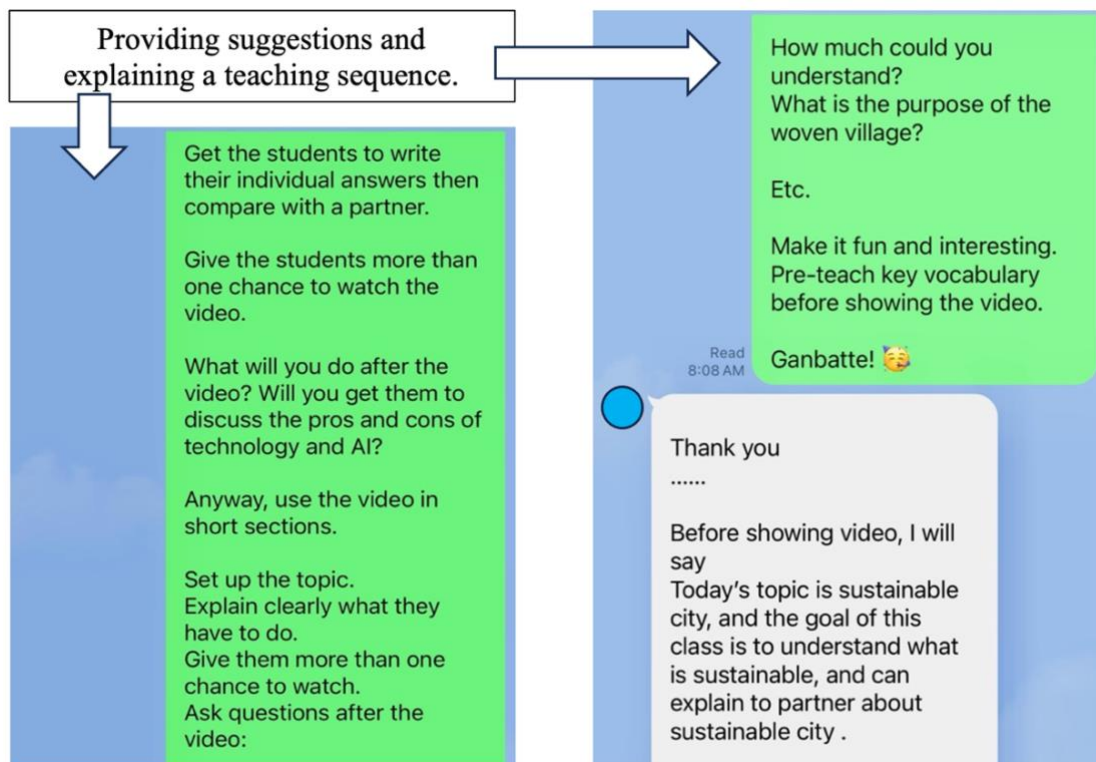 Providing suggestions and
explaining a teaching sequence.
Get the students to write
their individual answers then
compare with a partner.
Give the students more than
one chance to watch the
video.
What will you do after the
video? Will you get them to
discuss the pros and cons of
technology and AI?
Anyway, use the video in
short sections.
Set up the topic.
Explain clearly what they
have to do.
Give them more than one
chance to watch.
Ask questions after the
video:
How much could you
understand?
What is the purpose of the
woven village?
Etc.
Make it fun and interesting.
Pre-teach key vocabulary
before showing the video.
Ganbatte! 🥳
Read
8:08 AM
Thank you
......
Before showing video, I will
say
Today's topic is sustainable
city, and the goal of this
class is to understand what
is sustainable, and can
explain to partner about
sustainable city .